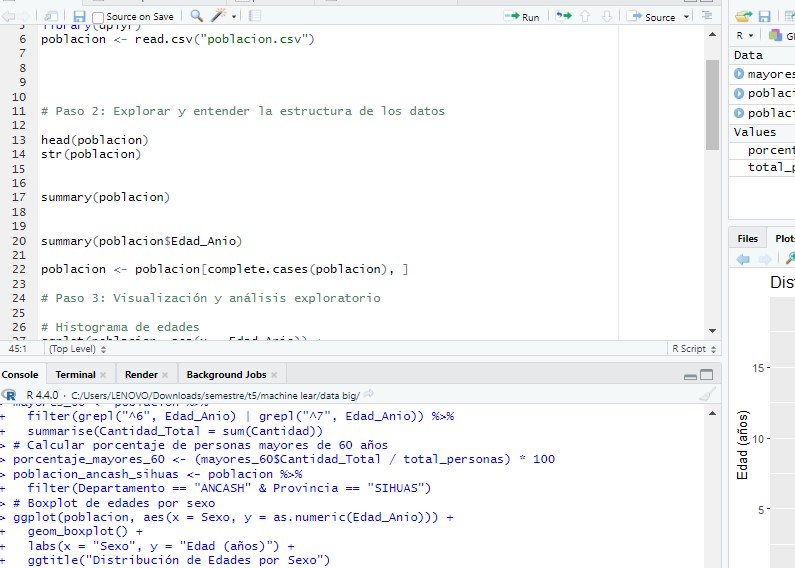 Source on Save
Run
Source
5 library(dplyr)
6 poblacion <- read.csv("poblacion.csv")
7
8
9
10
11 # Paso 2: Explorar y entender la estructura de los datos
12
13 head(poblacion)
14 str(poblacion)
15
16
17 summary(poblacion)
18
19
20 summary(poblacion$Edad_Anio)
21
22 poblacion <- poblacion[complete.cases(poblacion), ]
23
24 # Paso 3: Visualización y análisis exploratorio
25
26 # Histograma de edades
45:1 (Top Level) R Script
Console Terminal Render Background Jobs
R 4.4.0 · C:/Users/LENOVO/Downloads/semestre/t5/machine lear/data big/
> mayores_60 <- poblacion %>%
+ filter(grepl("^6", Edad_Anio) | grepl("^7", Edad_Anio)) %>%
+ summarise(Cantidad_Total = sum(Cantidad))
> # Calcular porcentaje de personas mayores de 60 años
> porcentaje_mayores_60 <- (mayores_60$Cantidad_Total / total_personas) * 100
> poblacion_ancash_sihuas <- poblacion %>%
+ filter(Departamento == "ANCASH" & Provincia == "SIHUAS")
> # Boxplot de edades por sexo
> ggplot(poblacion, aes(x = Sexo, y = as.numeric(Edad_Anio))) +
+ geom_boxplot() +
+ labs(x = "Sexo", y = "Edad (años)") +
+ ggtitle("Distribución de Edades por Sexo")
R
Data
mayores
poblaci
poblaci
Values
porcent
total_p
Files Plot
Dis
15
10
5
Edad (años)